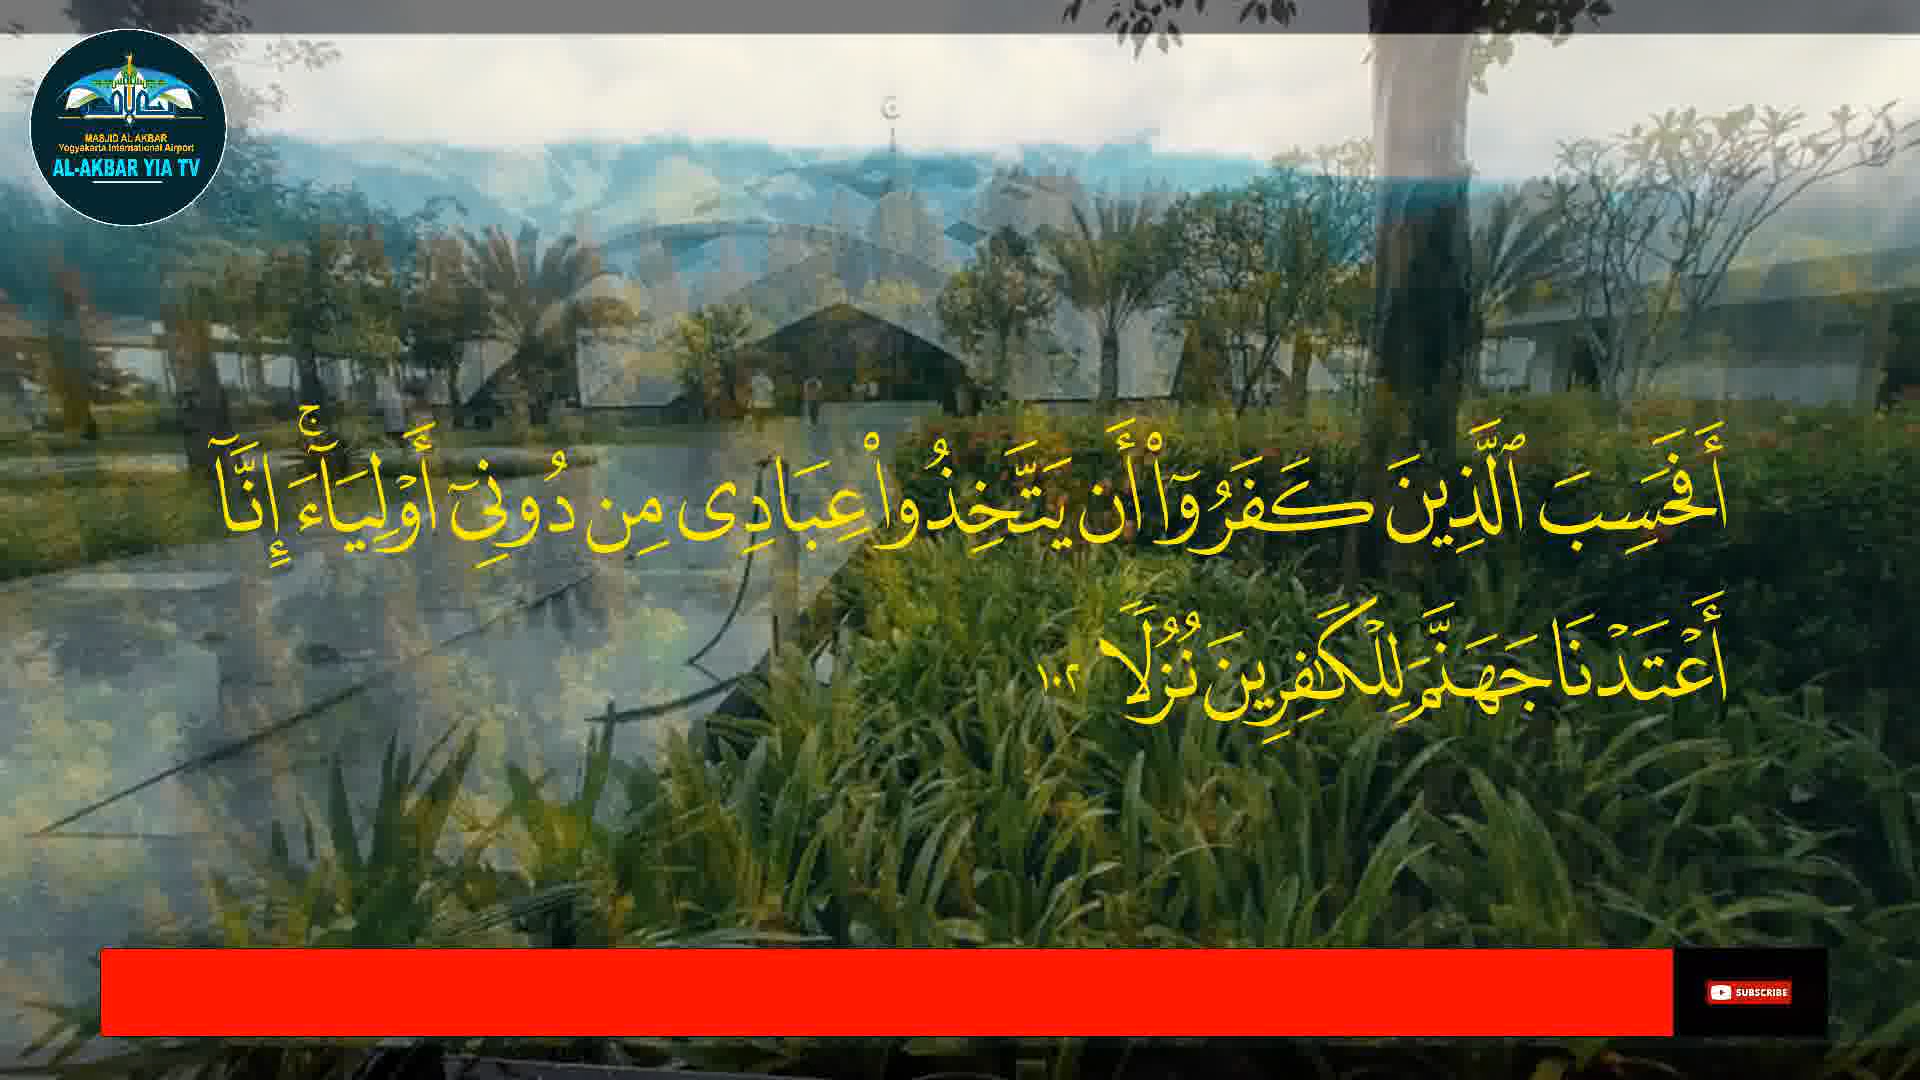 MASJID AL AKBAR
Yogyakarta International Airport
AL-AKBAR YIA TV
أَفَحَسِبَ ٱلَّذِينَ كَفَرُوٓا۟ أَن يَتَّخِذُوا۟ عِبَادِى مِن دُونِىٓ أَوْلِيَآءَ ۚ إِنَّآ
أَعْتَدْنَا جَهَنَّمَ لِلْكَـٰفِرِينَ نُزُلًا ١٠٢
SUBSCRIBE